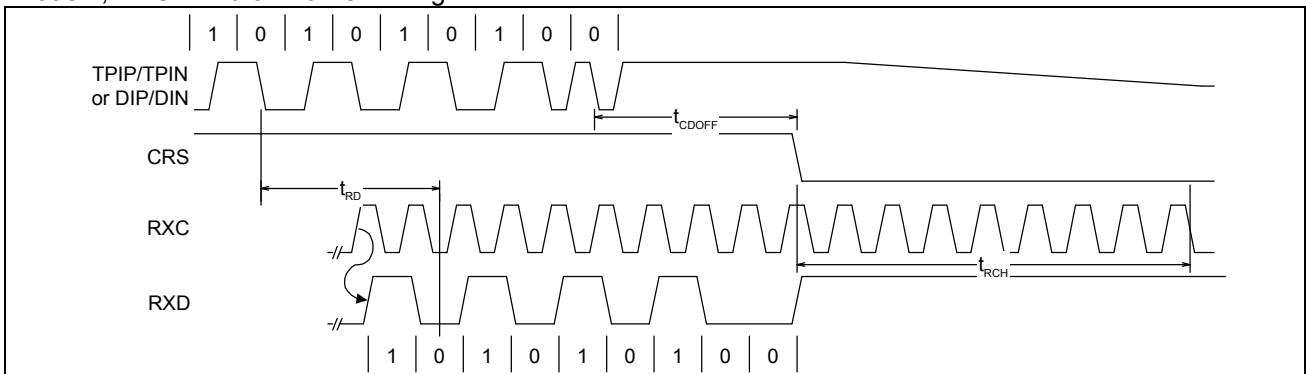 1 0 1 0 1 0 1 0 0
TPIP/TPIN
or DIP/DIN
tCDOFF
CRS
tRD
RXC
tRCH
RXD
1 0 1 0 1 0 1 0 0